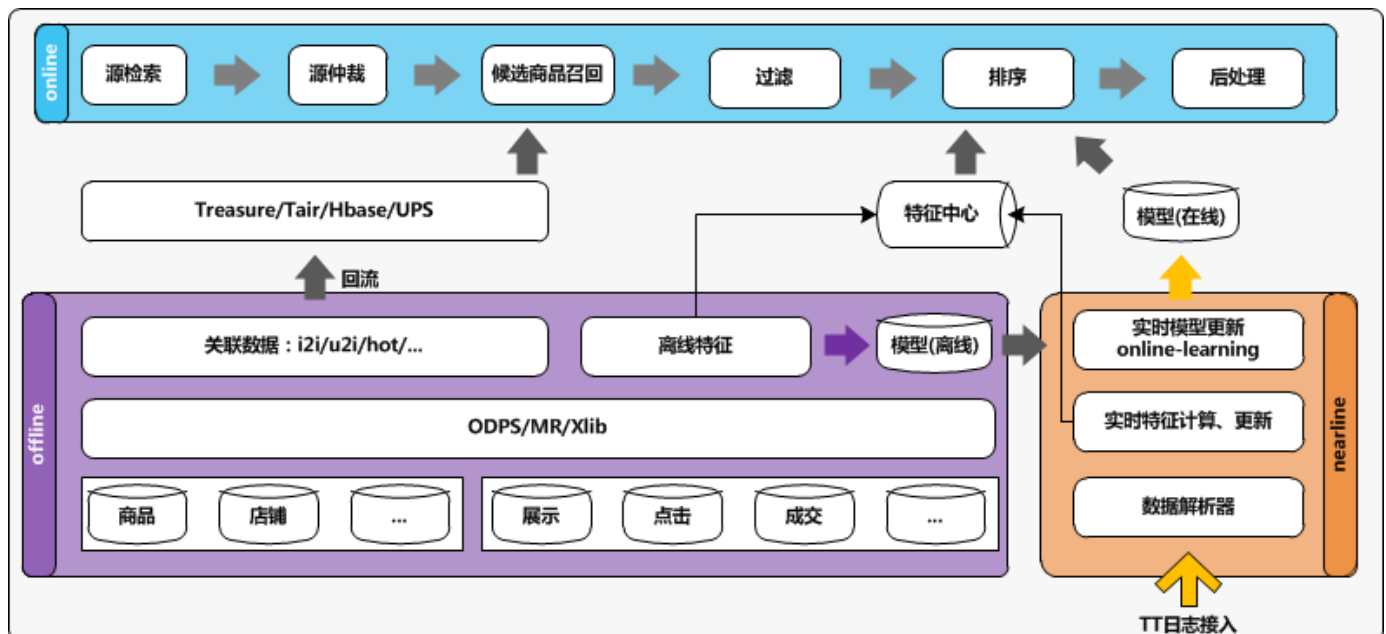 online
源检索
源仲裁
候选商品召回
过滤
排序
后处理
Treasure/Tair/Hbase/UPS
特征中心
模型(在线)
回流
offline
关联数据：i2i/u2i/hot/...
离线特征
模型(离线)
ODPS/MR/Xlib
商品
店铺
...
展示
点击
成交
...
实时模型更新
online-learning
实时特征计算、更新
数据解析器
nearline
TT日志接入